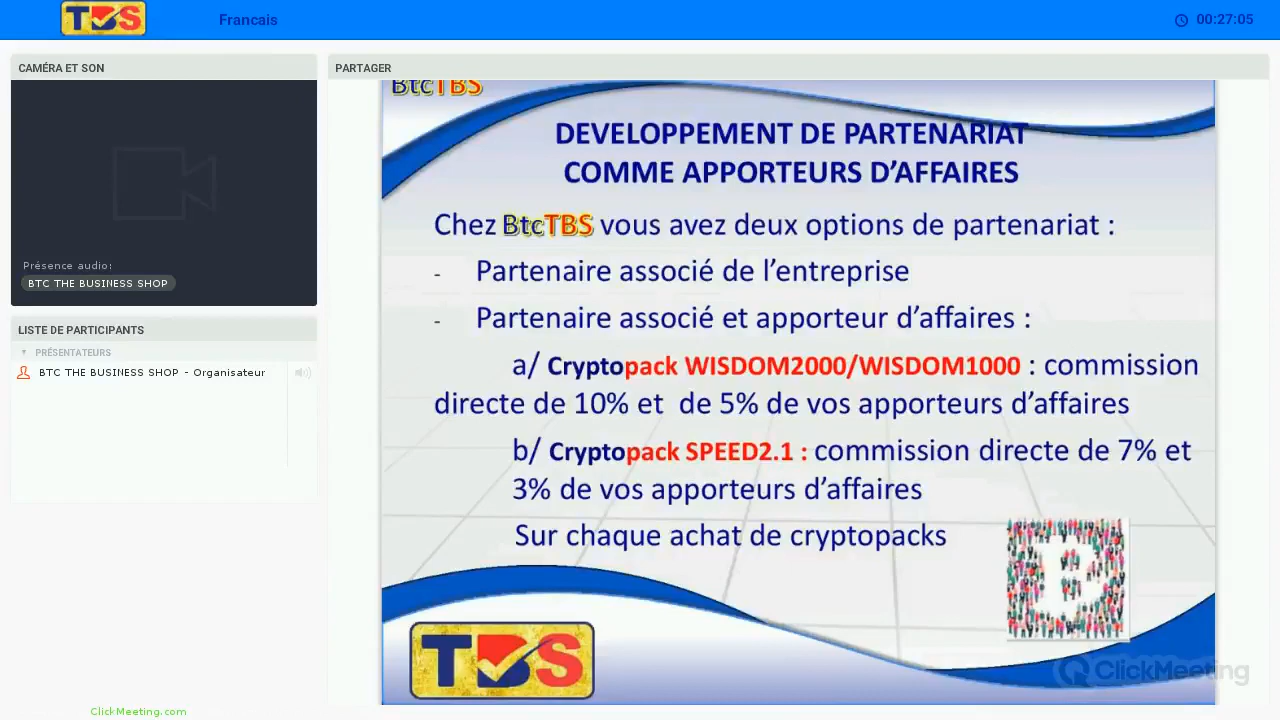 TBS
Francais
00:27:05
CAMÉRA ET SON
PARTAGER
BtcTBS
DEVELOPPEMENT DE PARTENARIAT
COMME APPORTEURS D'AFFAIRES
Chez BtcTBS vous avez deux options de partenariat :
- Partenaire associé de l'entreprise
- Partenaire associé et apporteur d'affaires :
a/ Cryptopack WISDOM2000/WISDOM1000 : commission
directe de 10% et de 5% de vos apporteurs d'affaires
b/ Cryptopack SPEED2.1 : commission directe de 7% et
3% de vos apporteurs d'affaires
Sur chaque achat de cryptopacks
TBS
ClickMeeting
Présence audio:
BTC THE BUSINESS SHOP
LISTE DE PARTICIPANTS
PRÉSENTATEURS
BTC THE BUSINESS SHOP - Organisateur
ClickMeeting.com